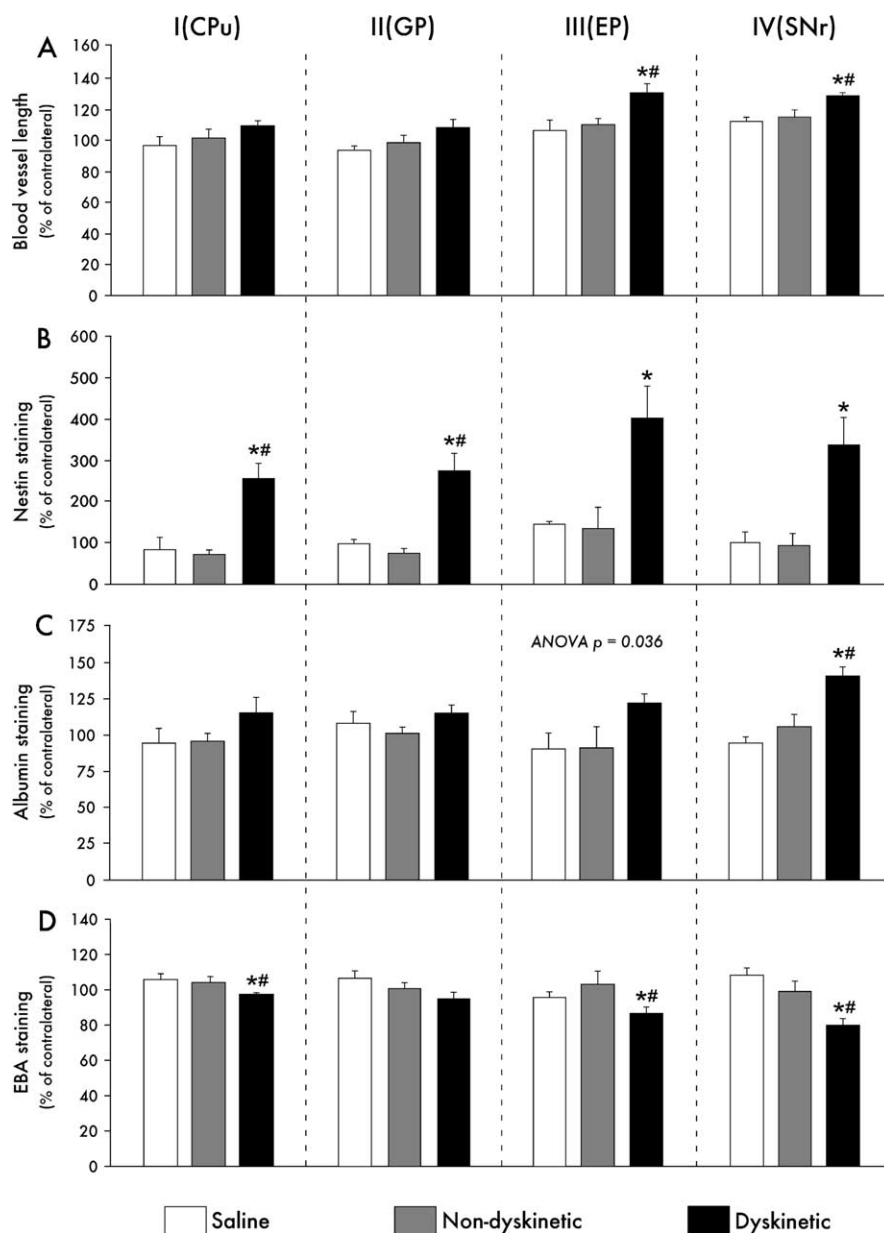 I(CPu) II(GP) III(EP) IV(SNr)
A
Blood vessel length
(% of contralateral)
160
140
120
100
80
60
40
20
0
*#
*#
B
Nestin staining
(% of contralateral)
600
500
400
300
200
100
0
*#
*#
*
*
C
Albumin staining
(% of contralateral)
175
150
125
100
75
50
25
0
ANOVA p = 0.036
*#
D
EBA staining
(% of contralateral)
140
120
100
80
60
40
20
0
*#
*#
*#
Saline Non-dyskinetic Dyskinetic